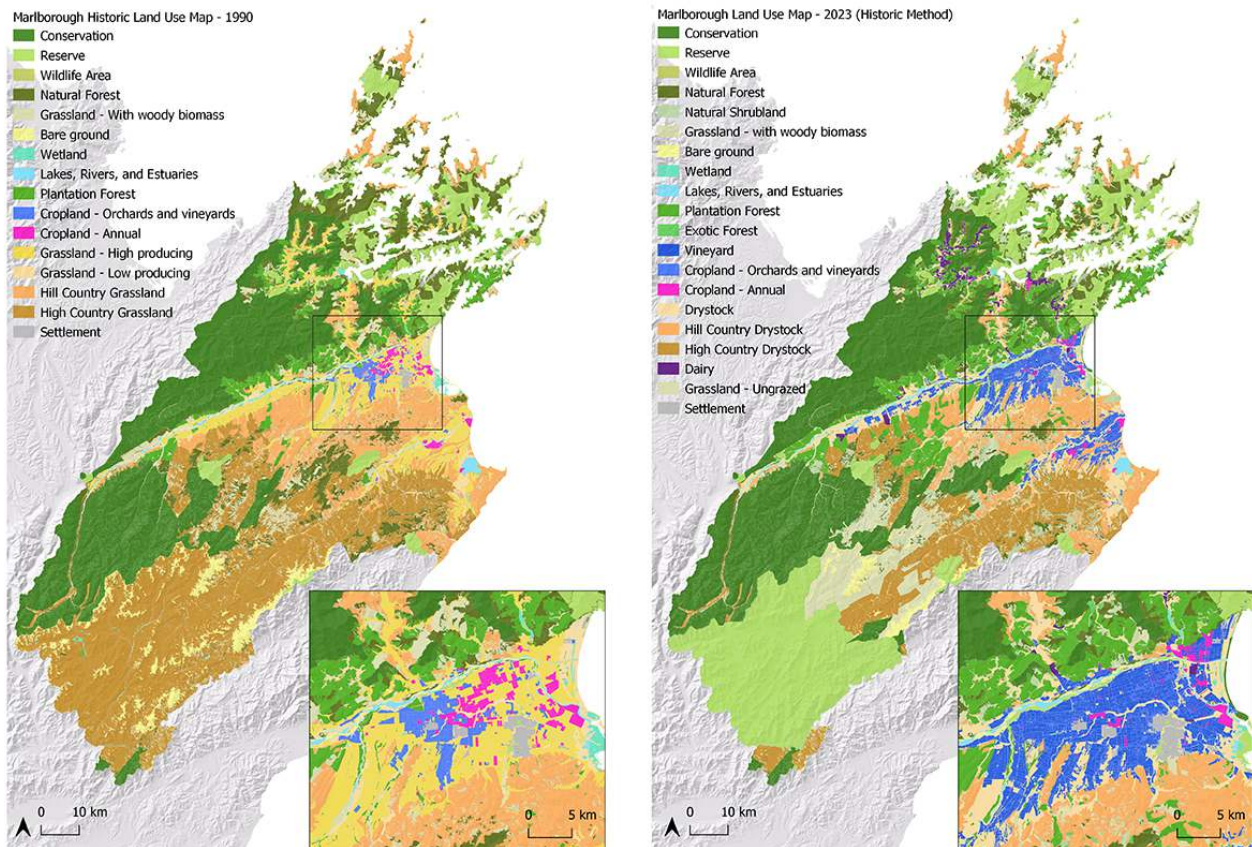 Marlborough Historic Land Use Map - 1990
Conservation
Reserve
Wildlife Area
Natural Forest
Grassland - With woody biomass
Bare ground
Wetland
Lakes, Rivers, and Estuaries
Plantation Forest
Cropland - Orchards and vineyards
Cropland - Annual
Grassland - High producing
Grassland - Low producing
Hill Country Grassland
High Country Grassland
Settlement
0 10 km
0 5 km
Marlborough Land Use Map - 2023 (Historic Method)
Conservation
Reserve
Wildlife Area
Natural Forest
Natural Shrubland
Grassland - with woody biomass
Bare ground
Wetland
Lakes, Rivers, and Estuaries
Plantation Forest
Exotic Forest
Vineyard
Cropland - Orchards and vineyards
Cropland - Annual
Drystock
Hill Country Drystock
High Country Drystock
Dairy
Grassland - Ungrazed
Settlement
0 10 km
0 5 km